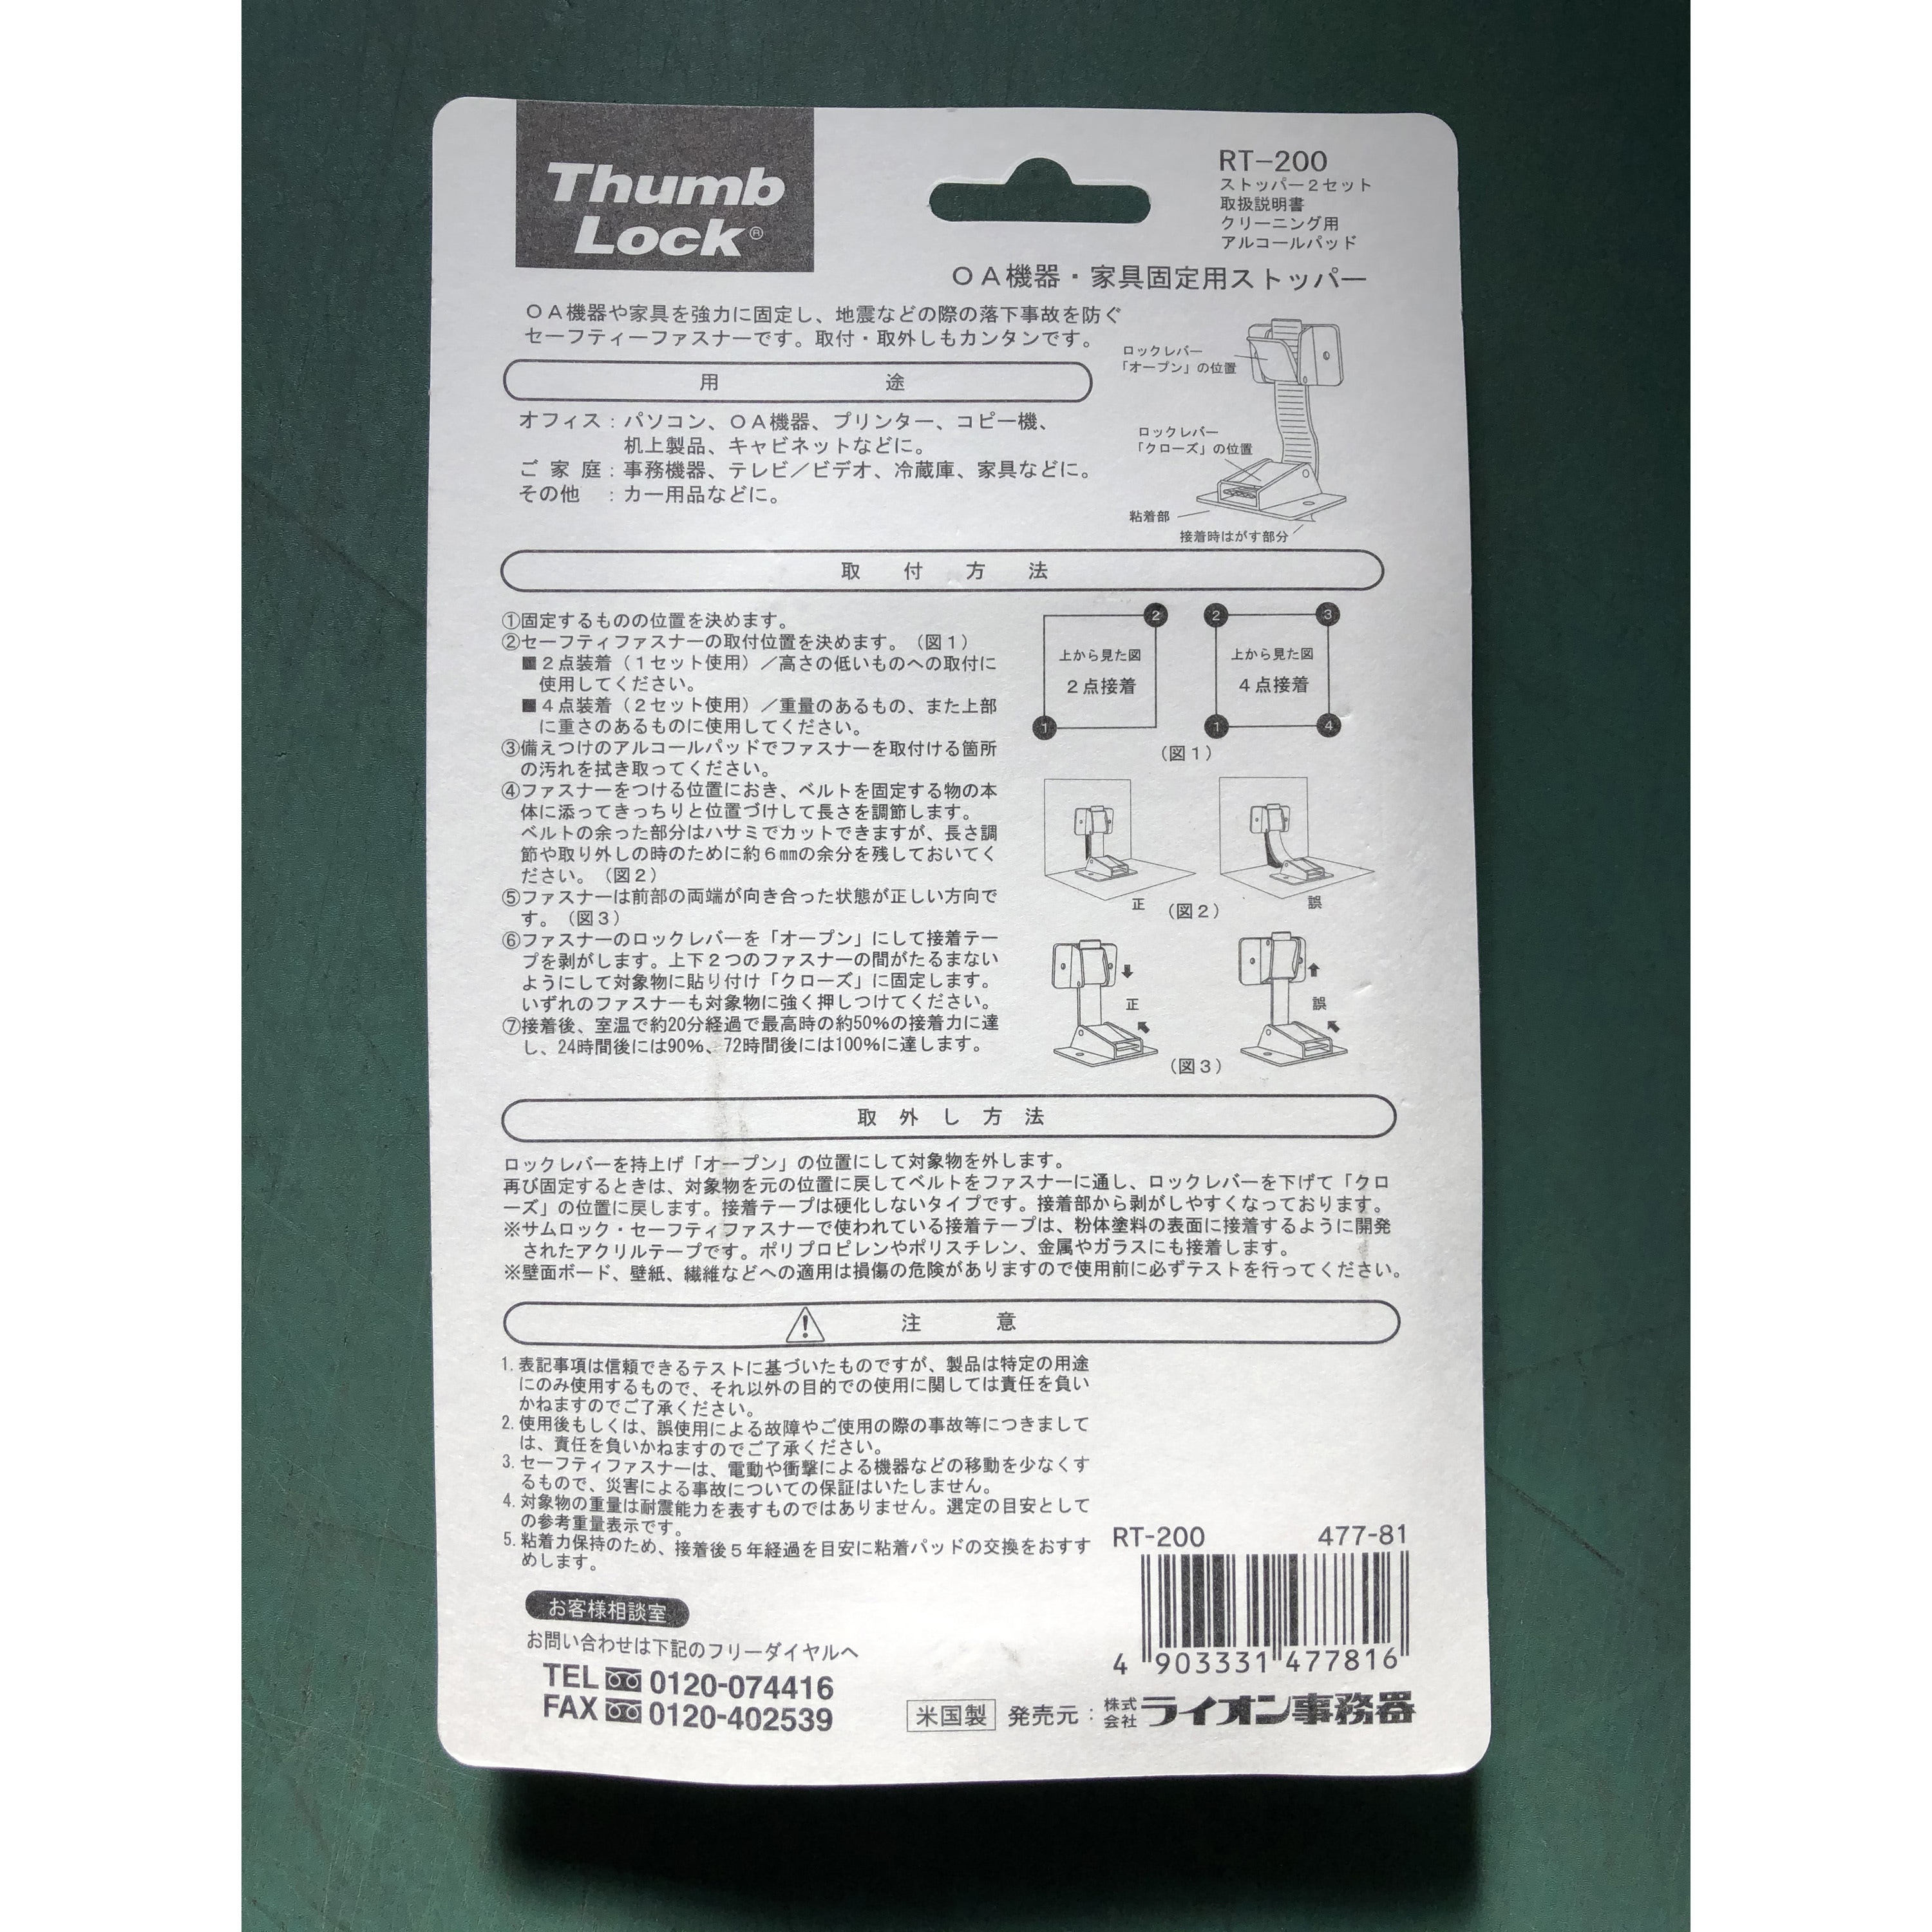 Thumb
Lock®
RT-200
ストッパー2セット
取扱説明書
クリーニング用
アルコールパッド
OA機器・家具固定用ストッパー
OA機器や家具を強力に固定し、地震などの際の落下事故を防ぐ
セーフティーファスナーです。取付・取外しもカンタンです。
ロックレバー
「オープン」の位置
ロックレバー
「クローズ」の位置
粘着部
接着時はがす部分
用途
オフィス：パソコン、OA機器、プリンター、コピー機、
机上製品、キャビネットなどに。
ご家庭：事務機器、テレビ／ビデオ、冷蔵庫、家具などに。
その他：カー用品などに。
取付方法
①固定するものの位置を決めます。
②セーフティファスナーの取付位置を決めます。（図1）
■2点装着（1セット使用）／高さの低いものへの取付に
使用してください。
■4点装着（2セット使用）／重量のあるもの、また上部
に重さのあるものに使用してください。
③備えつけのアルコールパッドでファスナーを取付ける箇所
の汚れを拭き取ってください。
④ファスナーをつける位置におき、ベルトを固定する物の本
体に添ってきっちりと位置づけして長さを調節します。
ベルトの余った部分はハサミでカットできますが、長さ調
節や取り外しの時のために約6㎜の余分を残しておいてく
ださい。（図2）
⑤ファスナーは前部の両端が向き合った状態が正しい方向で
す。（図3）
⑥ファスナーのロックレバーを「オープン」にして接着テー
プを剥がします。上下2つのファスナーの間がたるまない
ようにして対象物に貼り付け「クローズ」に固定します。
いずれのファスナーも対象物に強く押しつけてください。
⑦接着後、室温で約20分経過で最高時の約50%の接着力に達
し、24時間後には90%、72時間後には100%に達します。
2
上から見た図
2点接着
1
2 3
上から見た図
4点接着
1 4
（図1）
正 （図2） 誤
正 誤
（図3）
取外し方法
ロックレバーを持上げ「オープン」の位置にして対象物を外します。
再び固定するときは、対象物を元の位置に戻してベルトをファスナーに通し、ロックレバーを下げて「クロ
ーズ」の位置に戻します。接着テープは硬化しないタイプです。接着部から剥がしやすくなっております。
※サムロック・セーフティファスナーで使われている接着テープは、粉体塗料の表面に接着するように開発
されたアクリルテープです。ポリプロピレンやポリスチレン、金属やガラスにも接着します。
※壁面ボード、壁紙、繊維などへの適用は損傷の危険がありますので使用前に必ずテストを行ってください。
注意
1.表記事項は信頼できるテストに基づいたものですが、製品は特定の用途
にのみ使用するもので、それ以外の目的での使用に関しては責任を負い
かねますのでご了承ください。
2.使用後もしくは、誤使用による故障やご使用の際の事故等につきまして
は、責任を負いかねますのでご了承ください。
3.セーフティファスナーは、電動や衝撃による機器などの移動を少なくす
るもので、災害による事故についての保証はいたしません。
4.対象物の重量は耐震能力を表すものではありません。選定の目安として
の参考重量表示です。
5.粘着力保持のため、接着後5年経過を目安に粘着パッドの交換をおすす
めします。
RT-200 477-81
4 903331 477816
お客様相談室
お問い合わせは下記のフリーダイヤルへ
TEL 0120-074416
FAX 0120-402539
米国製 発売元：株式会社ライオン事務器